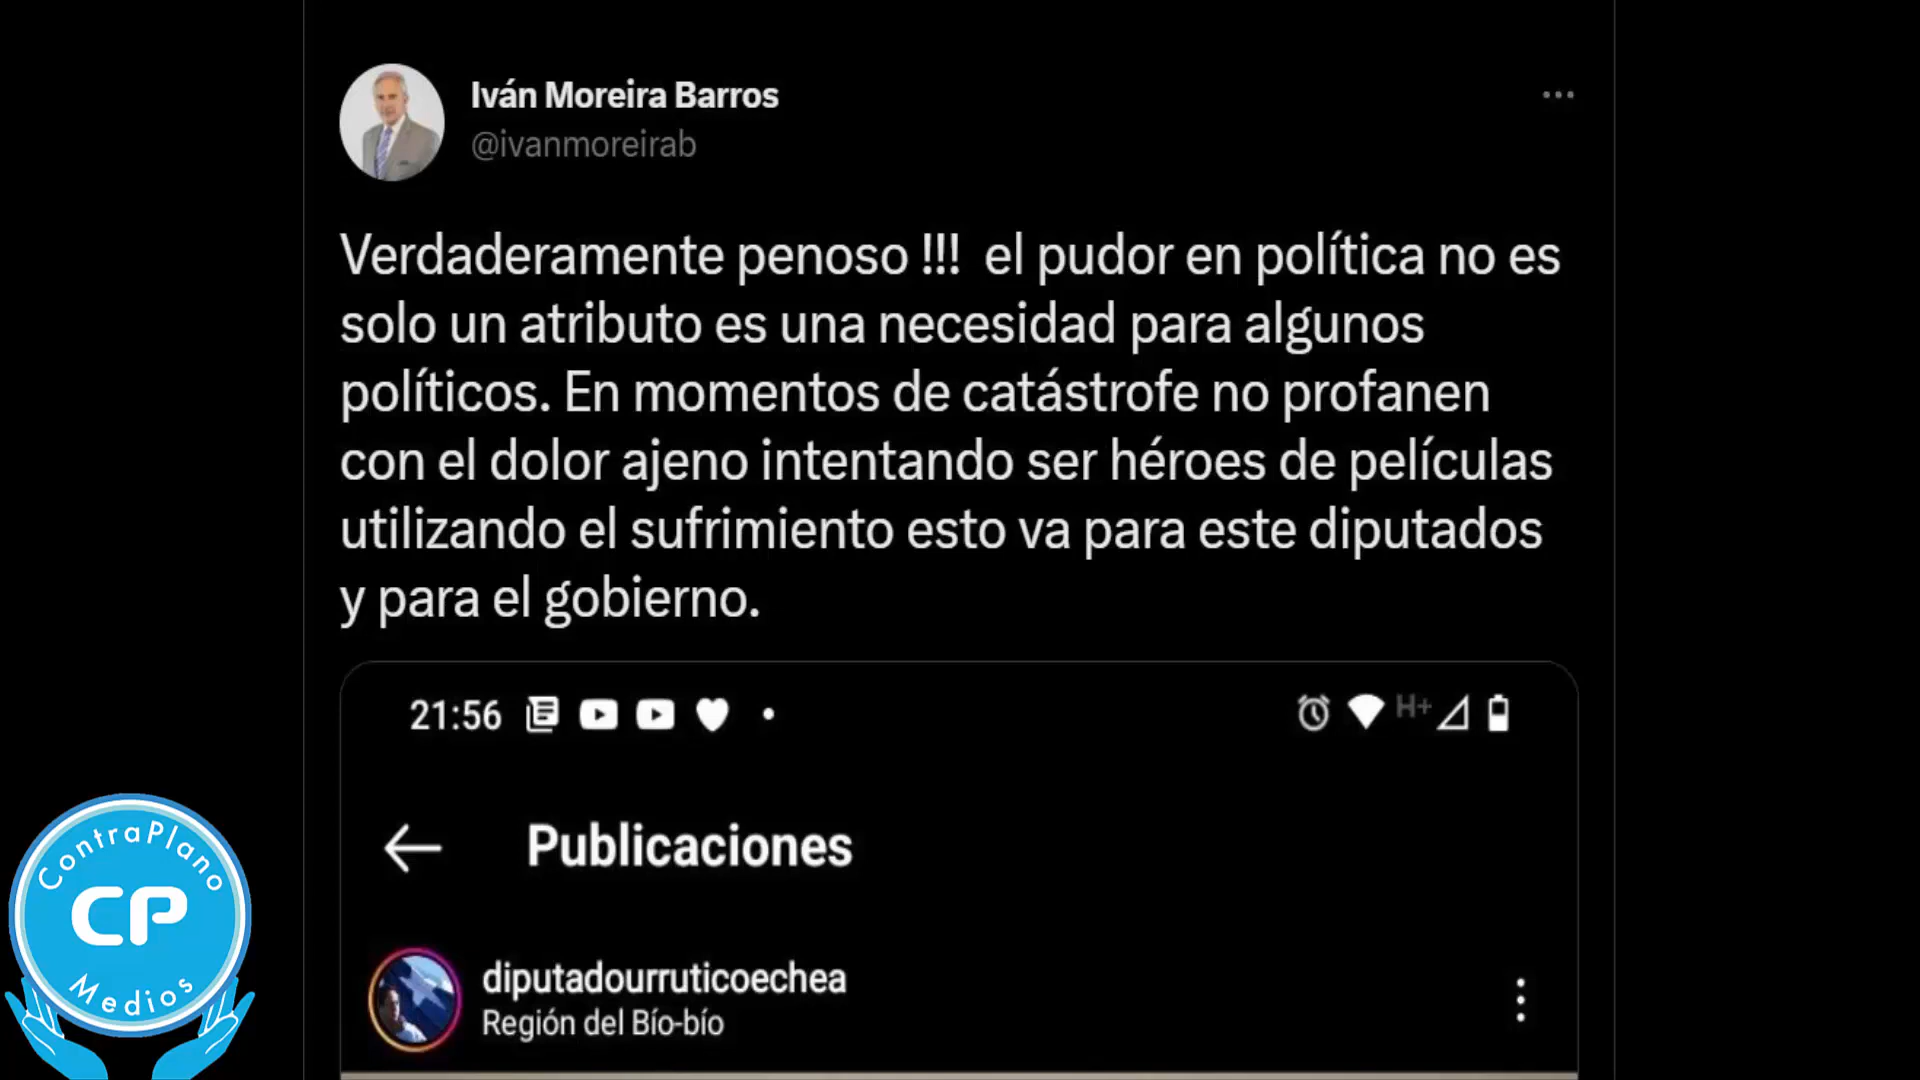 Iván Moreira Barros
@ivanmoreirab
Verdaderamente penoso !!!  el pudor en política no es
solo un atributo es una necesidad para algunos
políticos. En momentos de catástrofe no profanen
con el dolor ajeno intentando ser héroes de películas
utilizando el sufrimiento esto va para este diputados
y para el gobierno.
21:56
H+
Publicaciones
diputadourruticoechea
Región del Bío-bío
ContraPlano
CP
Medios